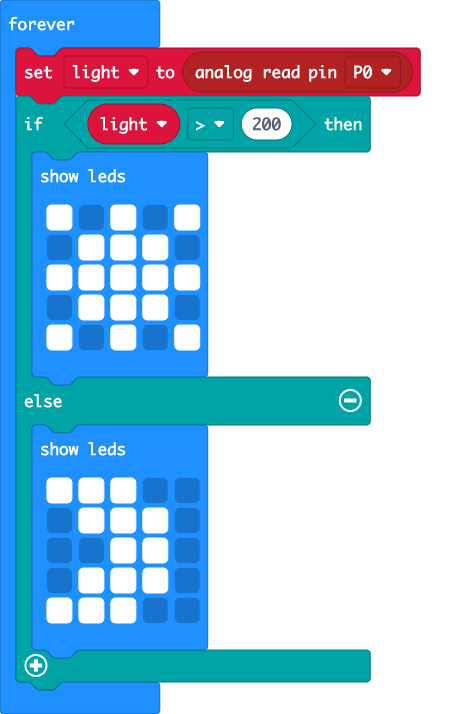 forever
set light to analog read pin P0
if light > 200 then
show leds
else
show leds